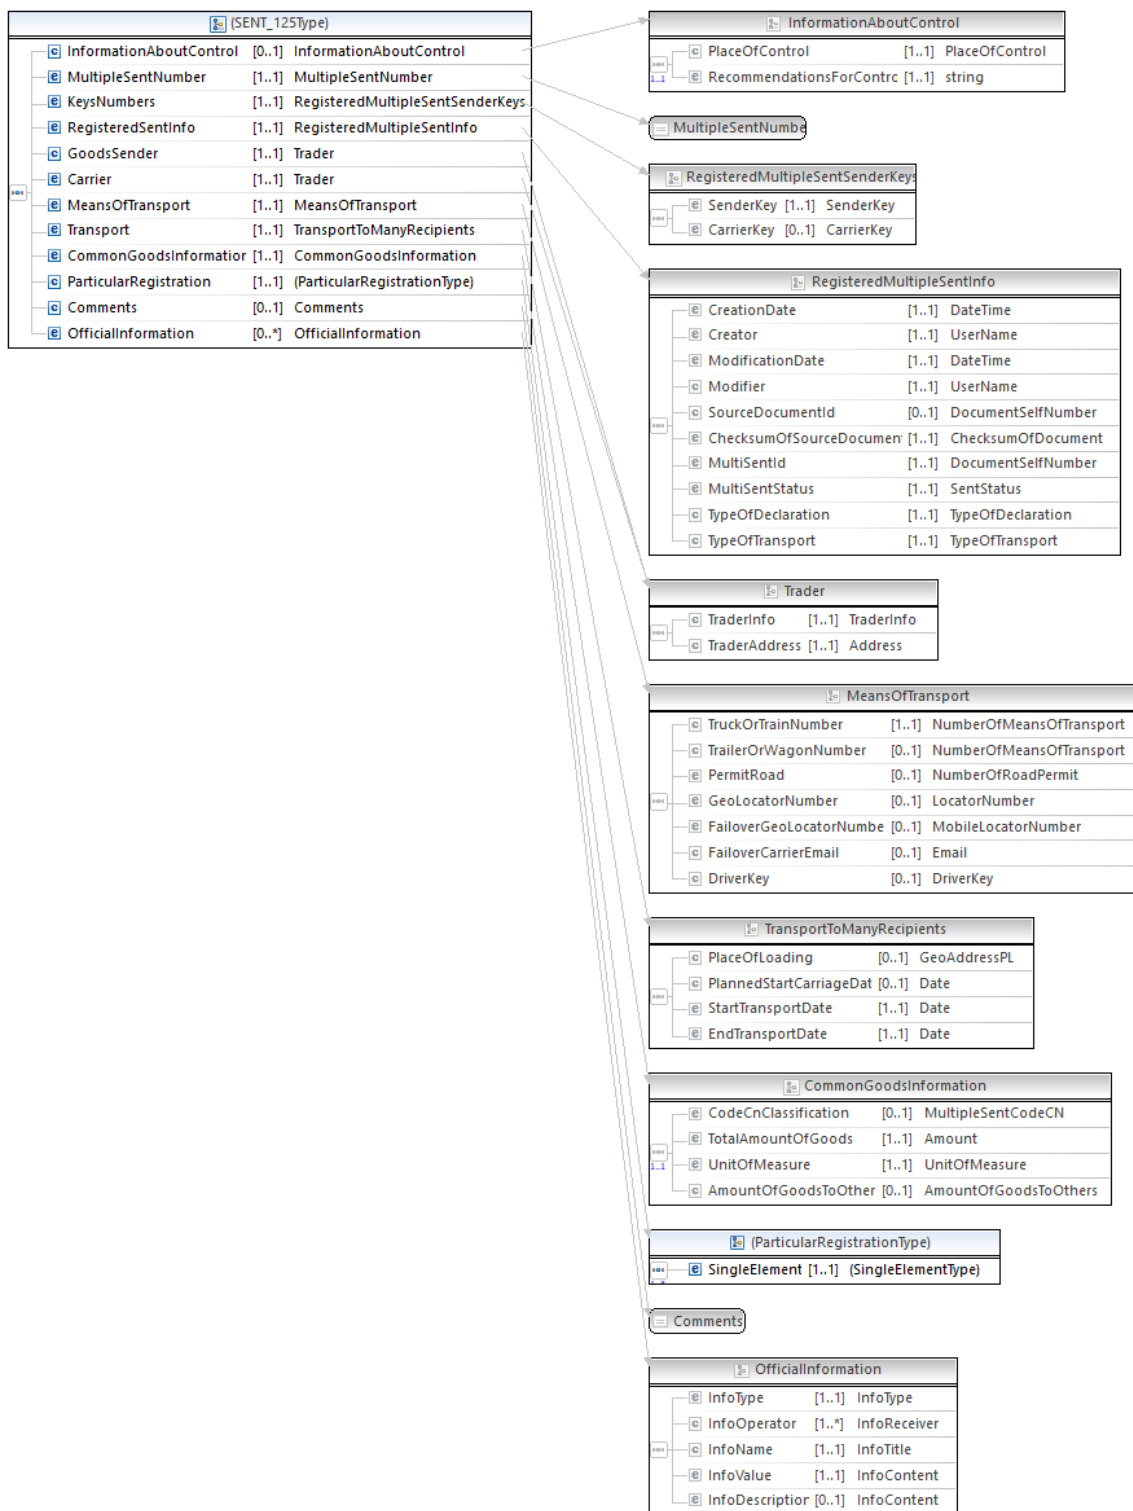 (SENT_125Type)
InformationAboutControl [0..1] InformationAboutControl
MultipleSentNumber [1..1] MultipleSentNumber
KeysNumbers [1..1] RegisteredMultipleSentSenderKeys
RegisteredSentInfo [1..1] RegisteredMultipleSentInfo
GoodsSender [1..1] Trader
Carrier [1..1] Trader
MeansOfTransport [1..1] MeansOfTransport
Transport [1..1] TransportToManyRecipients
CommonGoodsInformation [1..1] CommonGoodsInformation
ParticularRegistration [1..1] (ParticularRegistrationType)
Comments [0..1] Comments
OfficialInformation [0..*] OfficialInformation
InformationAboutControl
PlaceOfControl [1..1] PlaceOfControl
RecommendationsForContrc [1..1] string
1..1
MultipleSentNumbe
RegisteredMultipleSentSenderKeys
SenderKey [1..1] SenderKey
CarrierKey [0..1] CarrierKey
RegisteredMultipleSentInfo
CreationDate [1..1] DateTime
Creator [1..1] UserName
ModificationDate [1..1] DateTime
Modifier [1..1] UserName
SourceDocumentId [0..1] DocumentSelfNumber
ChecksumOfSourceDocumen [1..1] ChecksumOfDocument
MultiSentId [1..1] DocumentSelfNumber
MultiSentStatus [1..1] SentStatus
TypeOfDeclaration [1..1] TypeOfDeclaration
TypeOfTransport [1..1] TypeOfTransport
Trader
TraderInfo [1..1] TraderInfo
TraderAddress [1..1] Address
MeansOfTransport
TruckOrTrainNumber [1..1] NumberOfMeansOfTransport
TrailerOrWagonNumber [0..1] NumberOfMeansOfTransport
PermitRoad [0..1] NumberOfRoadPermit
GeoLocatorNumber [0..1] LocatorNumber
FailoverGeoLocatorNumbe [0..1] MobileLocatorNumber
FailoverCarrierEmail [0..1] Email
DriverKey [0..1] DriverKey
TransportToManyRecipients
PlaceOfLoading [0..1] GeoAddressPL
PlannedStartCarriageDat [0..1] Date
StartTransportDate [1..1] Date
EndTransportDate [1..1] Date
CommonGoodsInformation
CodeCnClassification [0..1] MultipleSentCodeCN
TotalAmountOfGoods [1..1] Amount
UnitOfMeasure [1..1] UnitOfMeasure
1..1
AmountOfGoodsToOther [0..1] AmountOfGoodsToOthers
(ParticularRegistrationType)
SingleElement [1..1] (SingleElementType)
Comments
OfficialInformation
InfoType [1..1] InfoType
InfoOperator [1..*] InfoReceiver
InfoName [1..1] InfoTitle
InfoValue [1..1] InfoContent
InfoDescription [0..1] InfoContent